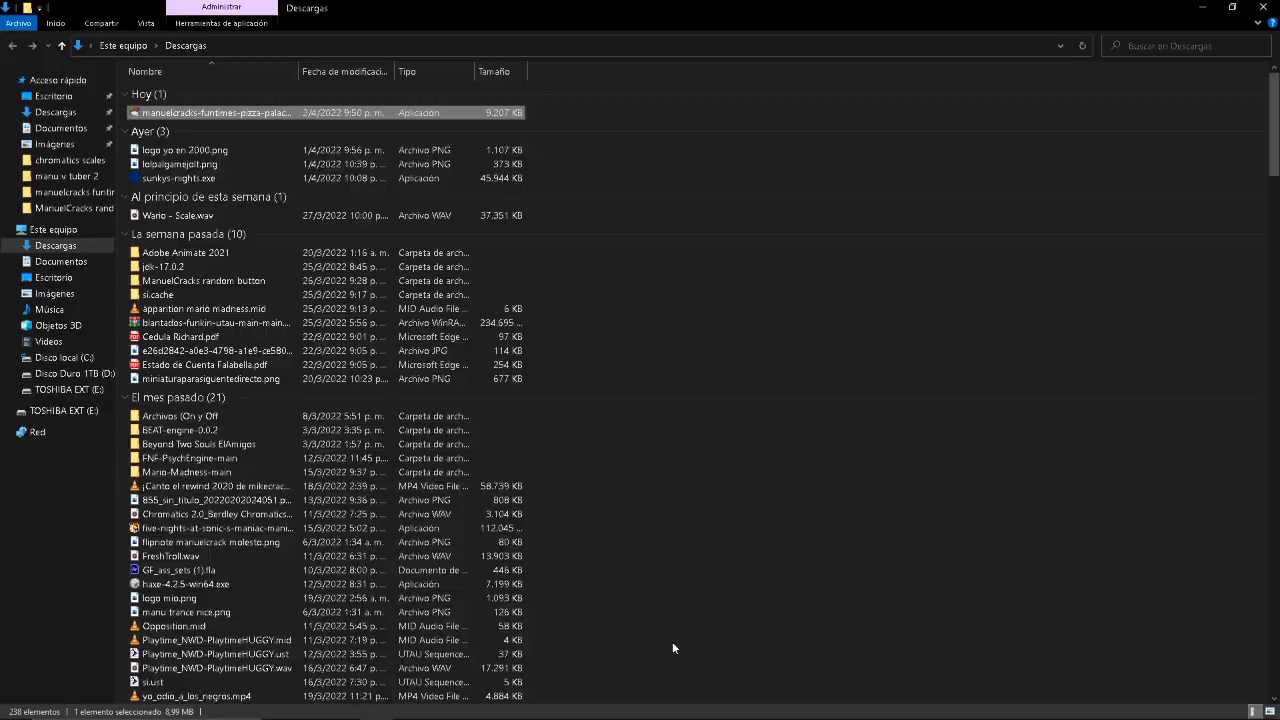 Administrar
Descargas
Archivo
Inicio
Compartir
Vista
Herramientas de aplicación
Este equipo > Descargas
Buscar en Descargas
Nombre
Fecha de modificaci...
Tipo
Tamaño
Acceso rápido
Escritorio
Descargas
Documentos
Imágenes
chromatics scales
manu v tuber 2
manuelcracks funtir
ManuelCracks rand
Este equipo
Descargas
Documentos
Escritorio
Imágenes
Música
Objetos 3D
Videos
Disco local (C:)
Disco Duro 1TB (D:)
TOSHIBA EXT (E:)
TOSHIBA EXT (E:)
Red
Hoy (1)
manuelcracks-funtimes-pizza-palac... 2/4/2022 9:50 p. m. Aplicación 9.207 KB
Ayer (3)
logo yo en 2000.png 1/4/2022 9:56 p. m. Archivo PNG 1.107 KB
lolpalgamejolt.png 1/4/2022 10:39 p. m. Archivo PNG 373 KB
sunkys-nights.exe 1/4/2022 10:08 p. m. Aplicación 45.944 KB
Al principio de esta semana (1)
Wario - Scale.wav 27/3/2022 10:00 p.... Archivo WAV 37.351 KB
La semana pasada (10)
Adobe Animate 2021 20/3/2022 1:16 a. m. Carpeta de arch...
jdk-17.0.2 25/3/2022 8:45 p. m. Carpeta de arch...
ManuelCracks random button 26/3/2022 9:28 p. m. Carpeta de arch...
si.cache 25/3/2022 9:17 p. m. Carpeta de arch...
apparition mario madness.mid 25/3/2022 9:13 p. m. MID Audio File ... 6 KB
blantados-funkin-utau-main-main.... 25/3/2022 5:56 p. m. Archivo WinRA... 234.695 ...
Cedula Richard.pdf 22/3/2022 9:01 p. m. Microsoft Edge ... 97 KB
e26d2842-a0e3-4798-a1e9-ce580... 22/3/2022 9:05 p. m. Archivo JPG 114 KB
Estado de Cuenta Falabella.pdf 22/3/2022 9:05 p. m. Microsoft Edge ... 254 KB
miniaturaparasiguentedirecto.png 20/3/2022 10:23 p.... Archivo PNG 677 KB
El mes pasado (21)
Archivos (On y Off 8/3/2022 5:51 p. m. Carpeta de arch...
BEAT-engine-0.0.2 3/3/2022 3:35 p. m. Carpeta de arch...
Beyond Two Souls ElAmigos 3/3/2022 1:57 p. m. Carpeta de arch...
FNF-PsychEngine-main 12/3/2022 11:45 p.... Carpeta de arch...
Mario-Madness-main 15/3/2022 9:37 p. m. Carpeta de arch...
¡Canto el rewind 2020 de mikecrac... 18/3/2022 2:39 p. ... MP4 Video File ... 58.739 KB
855_sin_titulo_20220202024051.p... 13/3/2022 9:36 p. ... Archivo PNG 808 KB
Chromatics 2.0_Berdley Chromatics... 11/3/2022 7:25 p. ... Archivo WAV 3.104 KB
five-nights-at-sonic-s-maniac-mani... 15/3/2022 5:02 p. ... Aplicación 112.045 ...
flipnote manuelcrack molesto.png 6/3/2022 1:34 a. m. Archivo PNG 80 KB
FreshTroll.wav 11/3/2022 6:31 p. ... Archivo WAV 13.903 KB
GF_ass_sets (1).fla 10/3/2022 8:00 p. ... Documento de ... 446 KB
haxe-4.2.5-win64.exe 12/3/2022 8:31 p. ... Aplicación 7.199 KB
logo mio.png 19/3/2022 2:56 a. m. Archivo PNG 1.093 KB
manu trance nice.png 6/3/2022 1:31 a. m. Archivo PNG 126 KB
Opposition.mid 11/3/2022 5:45 p. ... MID Audio File ... 58 KB
Playtime_NWD-PlaytimeHUGGY.mid 11/3/2022 7:19 p. ... MID Audio File ... 4 KB
Playtime_NWD-PlaytimeHUGGY.ust 12/3/2022 3:55 p. ... UTAU Sequence... 37 KB
Playtime_NWD-PlaytimeHUGGY.wav 16/3/2022 6:47 p. ... Archivo WAV 17.291 KB
si.ust 16/3/2022 7:30 p. ... UTAU Sequence... 5 KB
yo_odio_a_los_negros.mp4 19/3/2022 11:21 p.... MP4 Video File ... 4.884 KB
238 elementos
1 elemento seleccionado 8,99 MB